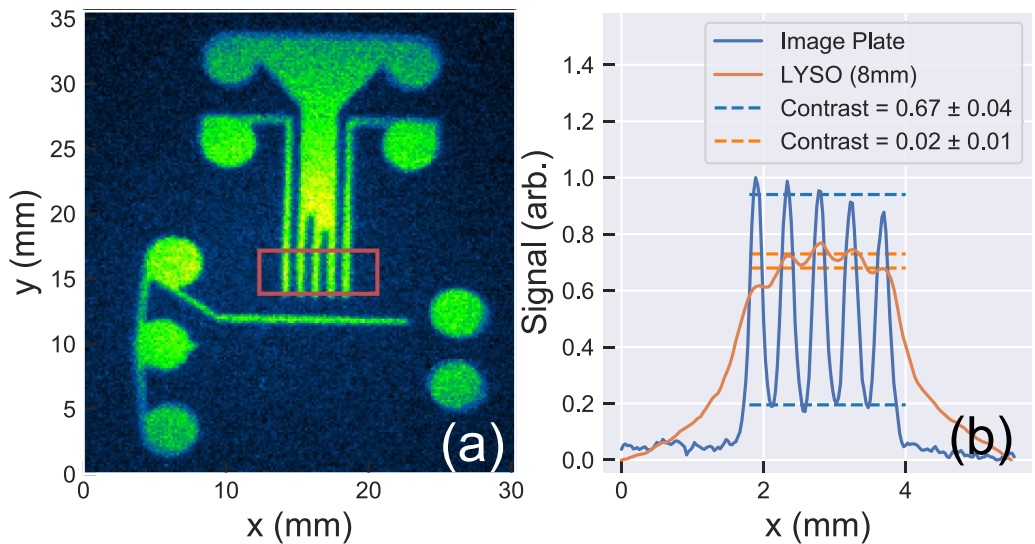 35
30
25
20
15
10
5
0
0
10
20
30
y (mm)
x (mm)
(a)
Image Plate
LYSO (8mm)
Contrast = 0.67 ± 0.04
Contrast = 0.02 ± 0.01
1.4
1.2
1.0
0.8
0.6
0.4
0.2
0.0
0
2
4
Signal (arb.)
x (mm)
(b)